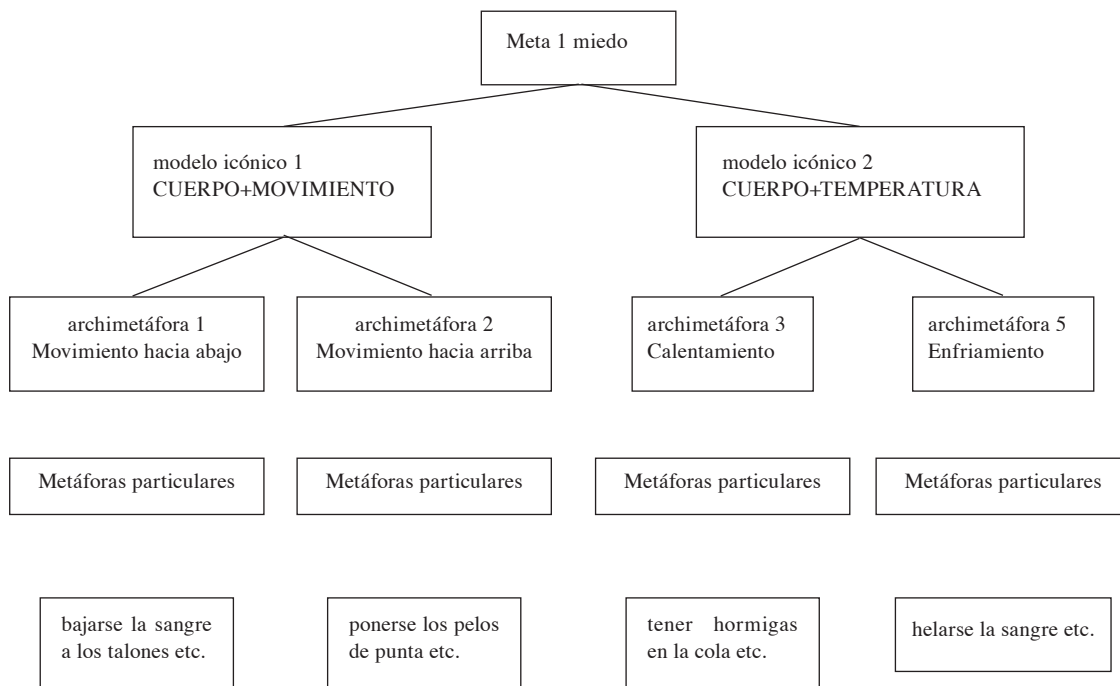 Meta 1 miedo
modelo icónico 1
CUERPO+MOVIMIENTO
modelo icónico 2
CUERPO+TEMPERATURA
archimetáfora 1
Movimiento hacia abajo
archimetáfora 2
Movimiento hacia arriba
archimetáfora 3
Calentamiento
archimetáfora 5
Enfriamiento
Metáforas particulares
Metáforas particulares
Metáforas particulares
Metáforas particulares
bajarse la sangre
a los talones etc.
ponerse los pelos
de punta etc.
tener hormigas
en la cola etc.
helarse la sangre etc.